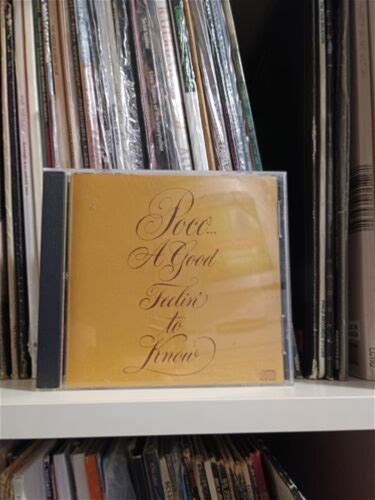 Poco...
A Good
Feelin'
to
Know